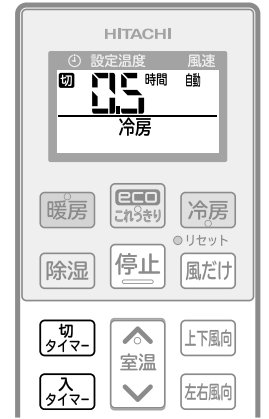 HITACHI
設定温度 風速
切 0.5 時間 自動
冷房
暖房 eco これっきり 冷房
リセット
除湿 停止 風だけ
切タイマー 室温 上下風向
入タイマー 左右風向